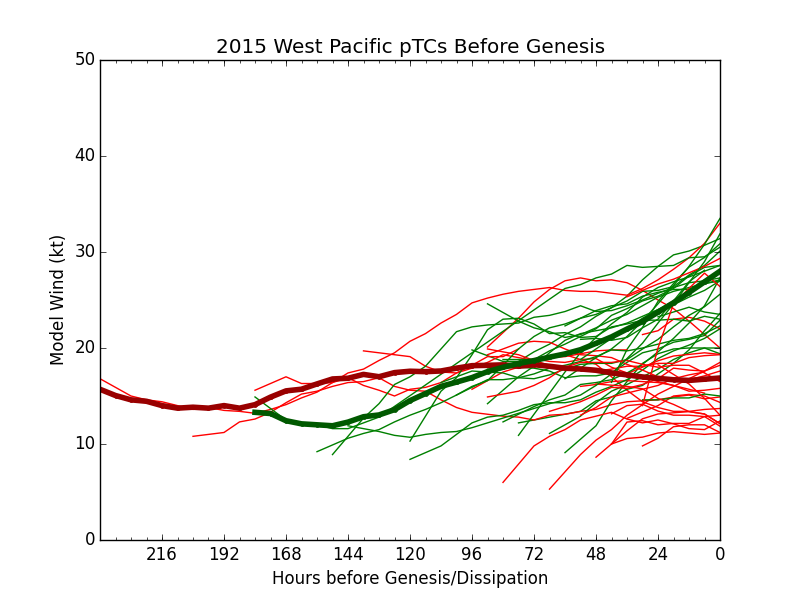 2015 West Pacific pTCs Before Genesis
50
40
30
20
10
0
Model Wind (kt)
216 192 168 144 120 96 72 48 24 0
Hours before Genesis/Dissipation